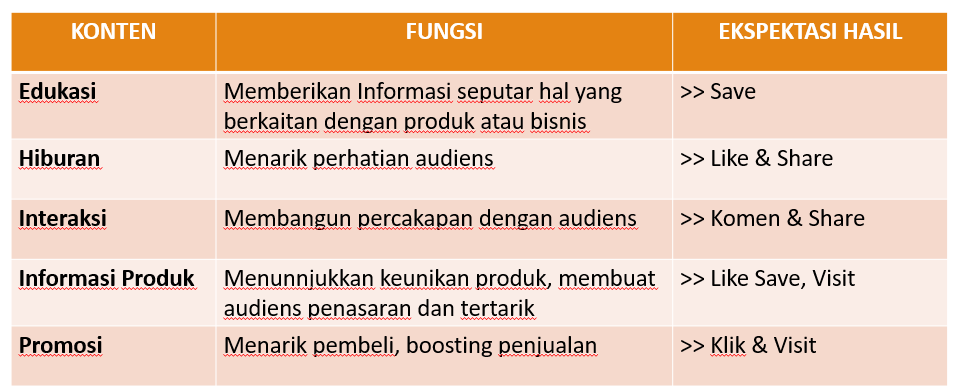 KONTEN FUNGSI EKSPEKTASI HASIL
Edukasi Memberikan Informasi seputar hal yang >> Save
berkaitan dengan produk atau bisnis
Hiburan Menarik perhatian audiens >> Like & Share
Interaksi Membangun percakapan dengan audiens >> Komen & Share
Informasi Produk Menunnjukkan keunikan produk, membuat >> Like Save, Visit
audiens penasaran dan tertarik
Promosi Menarik pembeli, boosting penjualan >> Klik & Visit